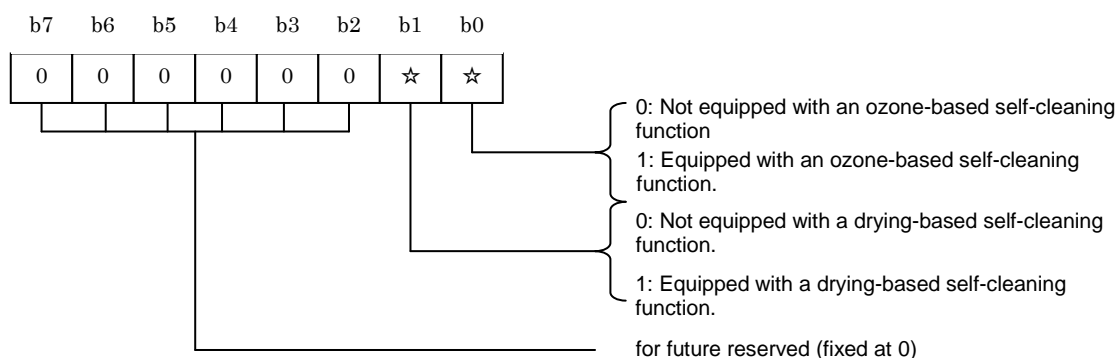 b7 b6 b5 b4 b3 b2 b1 b0
0 0 0 0 0 0 ☆ ☆
0: Not equipped with an ozone-based self-cleaning
function
1: Equipped with an ozone-based self-cleaning
function.
0: Not equipped with a drying-based self-cleaning
function.
1: Equipped with a drying-based self-cleaning
function.
for future reserved (fixed at 0)